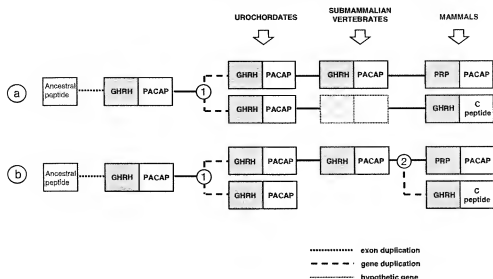 UROCHORDATES
SUBMAMMALIAN
VERTEBRATES
MAMMALS
a
Ancestral
peptide
GHRH PACAP
1
GHRH PACAP
GHRH PACAP
PRP PACAP
GHRH PACAP
GHRH C
peptide
b
Ancestral
peptide
GHRH PACAP
1
GHRH PACAP
GHRH PACAP
2
PRP PACAP
GHRH PACAP
GHRH C
peptide
exon duplication
gene duplication
hypothetic gene